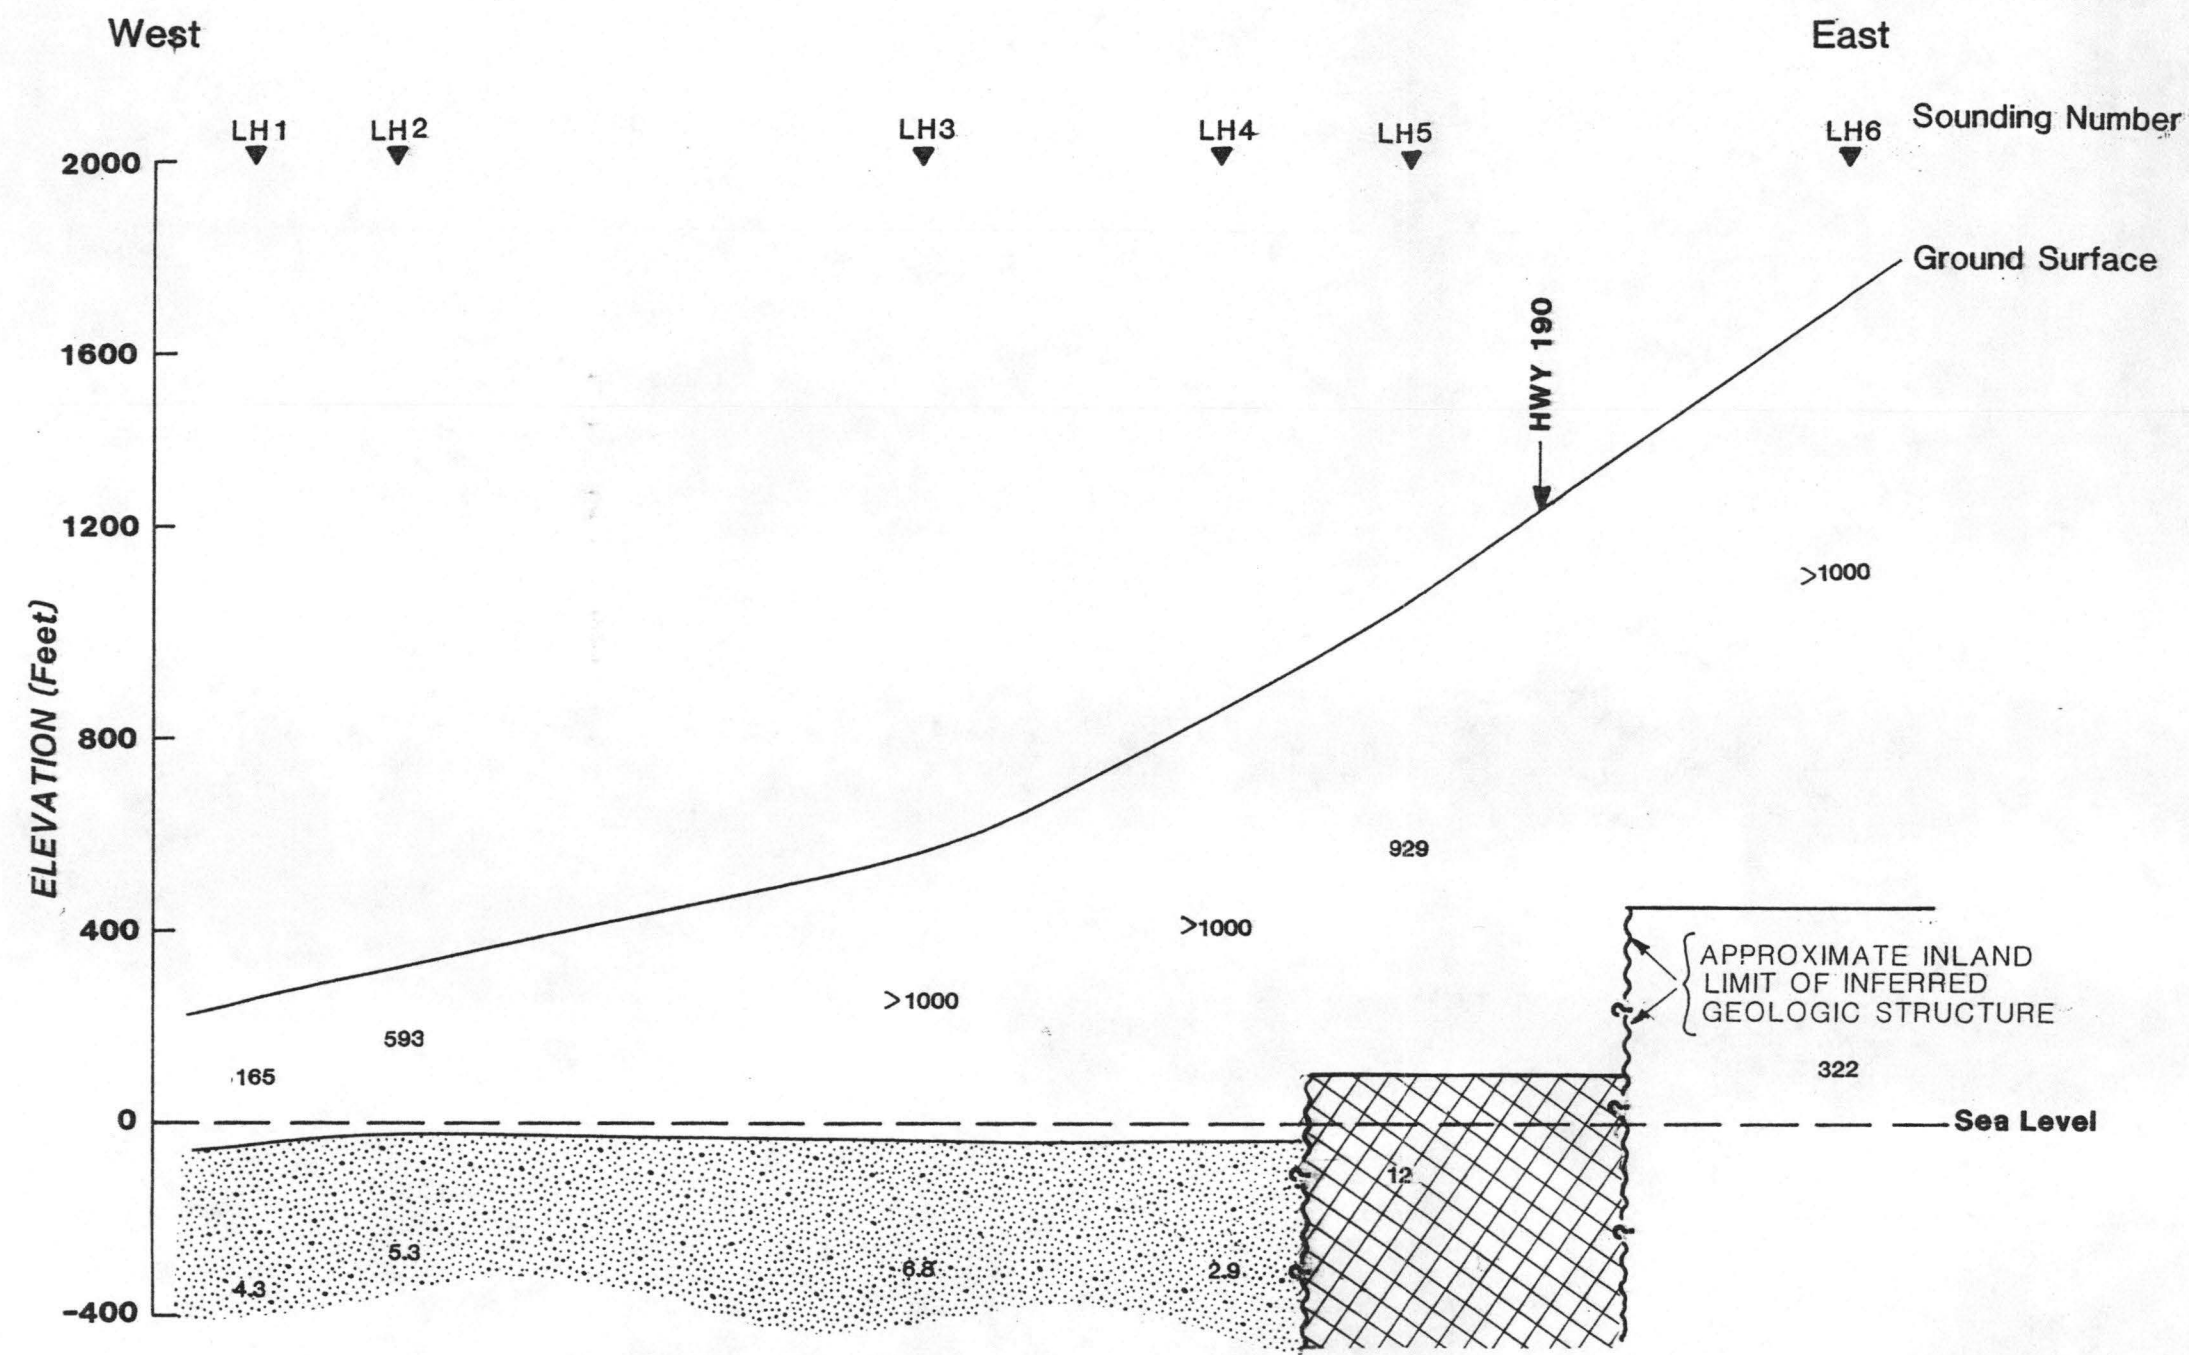 West
East
LH1
LH2
LH3
LH4
LH5
LH6
Sounding Number
2000
Ground Surface
1600
HWY 190
1200
>1000
ELEVATION (Feet)
800
929
400
>1000
APPROXIMATE INLAND
LIMIT OF INFERRED
GEOLOGIC STRUCTURE
>1000
?
593
165
322
?
0
Sea Level
?
12
?
5.3
6.8
2.9
?
4.3
-400